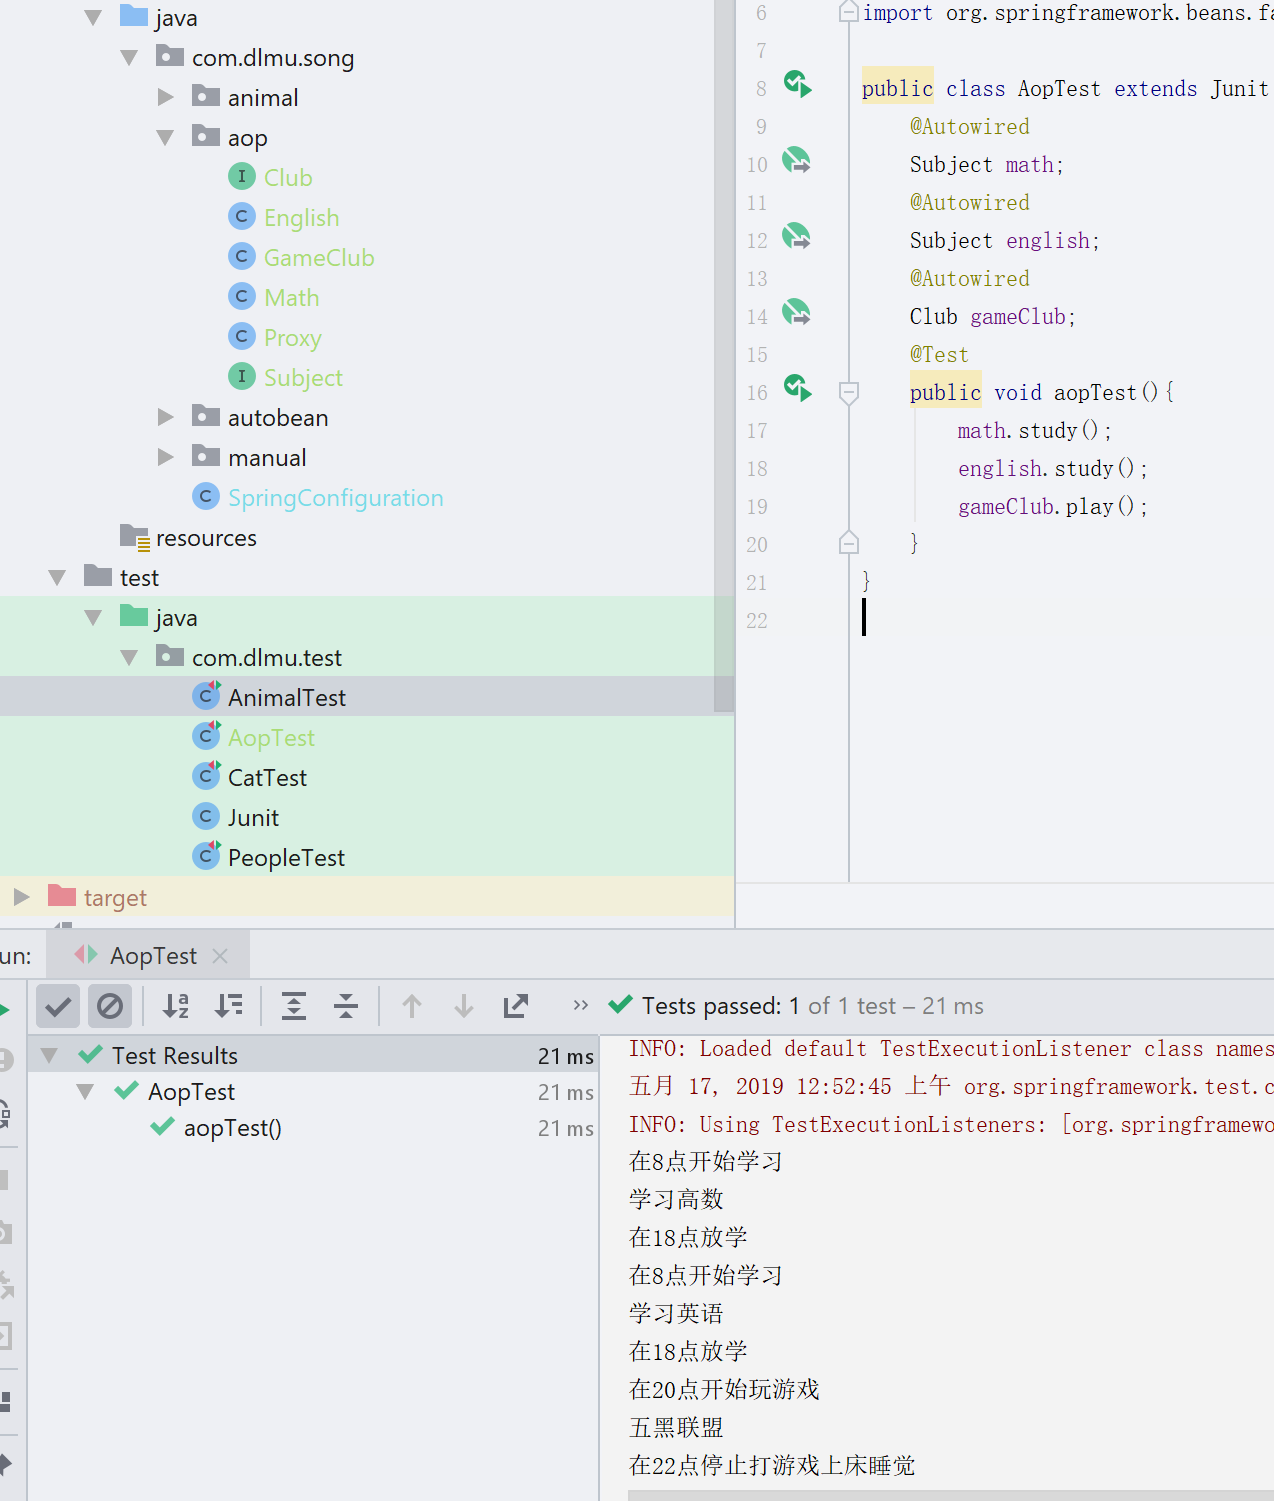 java
com.dlmu.song
animal
aop
Club
English
GameClub
Math
Proxy
Subject
autobean
manual
SpringConfiguration
resources
test
java
com.dlmu.test
AnimalTest
AopTest
CatTest
Junit
PeopleTest
target
6 import org.springframework.beans.fa
7
8 public class AopTest extends Junit
9 @Autowired
10 Subject math;
11 @Autowired
12 Subject english;
13 @Autowired
14 Club gameClub;
15 @Test
16 public void aopTest(){
17 math.study();
18 english.study();
19 gameClub.play();
20 }
21 }
22
un: AopTest
Tests passed: 1 of 1 test – 21 ms
Test Results 21 ms
AopTest 21 ms
aopTest() 21 ms
INFO: Loaded default TestExecutionListener class names
五月 17, 2019 12:52:45 上午 org.springframework.test.c
INFO: Using TestExecutionListeners: [org.springframewo
在8点开始学习
学习高数
在18点放学
在8点开始学习
学习英语
在18点放学
在20点开始玩游戏
五黑联盟
在22点停止打游戏上床睡觉